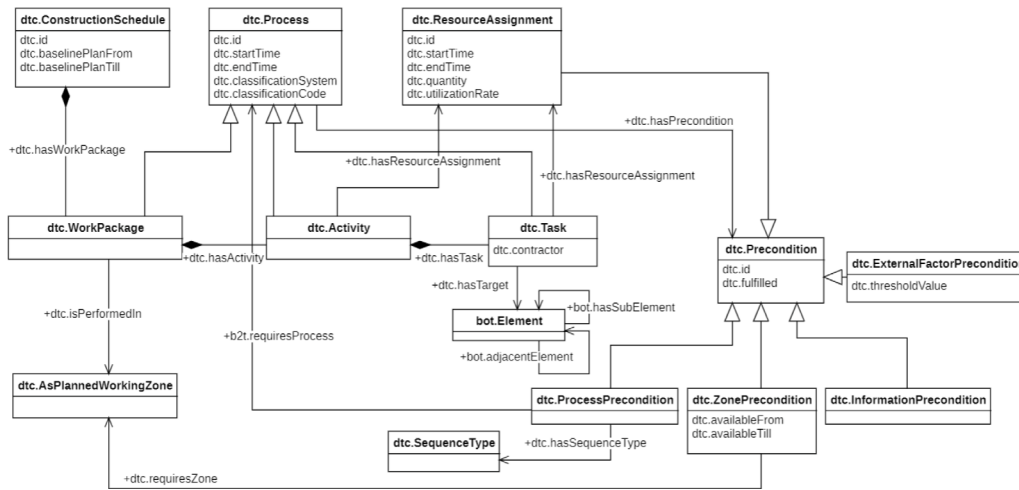 dtc.ConstructionSchedule
dtc.id
dtc.baselinePlanFrom
dtc.baselinePlanTill
dtc.Process
dtc.id
dtc.startTime
dtc.endTime
dtc.classificationSystem
dtc.classificationCode
dtc.ResourceAssignment
dtc.id
dtc.startTime
dtc.endTime
dtc.quantity
dtc.utilizationRate
+dtc.hasPrecondition
+dtc.hasWorkPackage
+dtc.hasResourceAssignment
+dtc.hasResourceAssignment
dtc.WorkPackage
dtc.Activity
dtc.Task
dtc.contractor
+dtc.hasActivity
+dtc.hasTask
dtc.Precondition
dtc.id
dtc.fulfilled
dtc.ExternalFactorPrecondition
dtc.thresholdValue
+dtc.hasTarget
+bot.hasSubElement
+dtc.isPerformedIn
bot.Element
+b2t.requiresProcess
+bot.adjacentElement
dtc.AsPlannedWorkingZone
dtc.ProcessPrecondition
dtc.ZonePrecondition
dtc.availableFrom
dtc.availableTill
dtc.InformationPrecondition
dtc.SequenceType
+dtc.hasSequenceType
+dtc.requiresZone